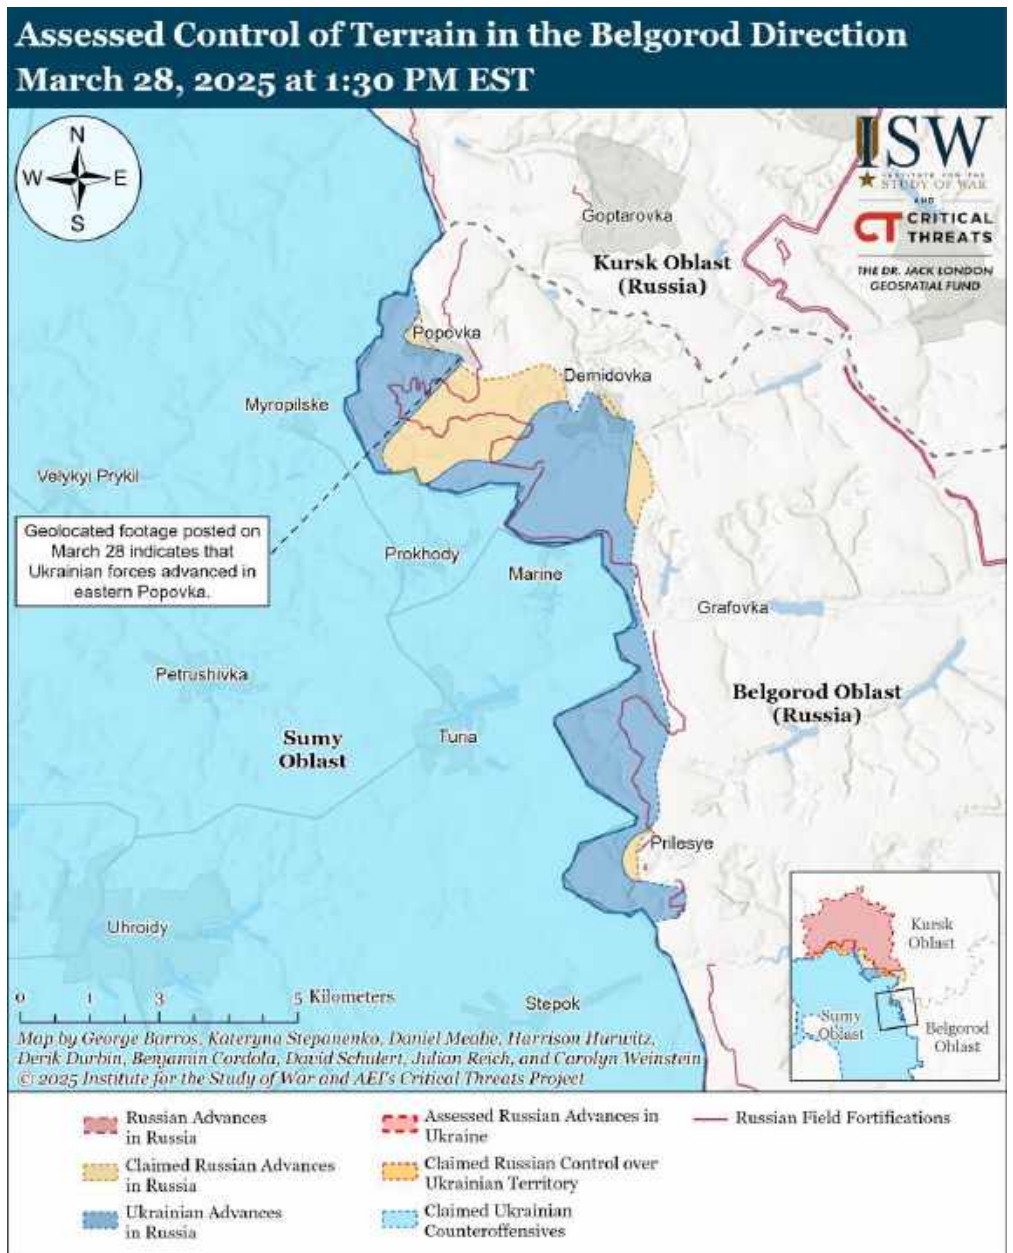 Assessed Control of Terrain in the Belgorod Direction
March 28, 2025 at 1:30 PM EST
N
W E
S
ISW
INSTITUTE FOR THE
STUDY OF WAR
AND
CT CRITICAL
THREATS
THE DR. JACK LONDON
GEOSPATIAL FUND
Goptarovka
Kursk Oblast
(Russia)
Popovka
Demidovka
Myropilske
Velykyi Prykil
Geolocated footage posted on
March 28 indicates that
Ukrainian forces advanced in
eastern Popovka.
Prokhody
Marine
Grafovka
Petrushivka
Belgorod Oblast
(Russia)
Sumy
Oblast
Turia
Prilesye
Uhroidy
Kursk
Oblast
Sumy
Oblast
Belgorod
Oblast
0 1 3 5 Kilometers
Stepok
Map by George Barros, Kateryna Stepanenko, Daniel Mealie, Harrison Hurwitz,
Derik Durbin, Benjamin Cordola, David Schulert, Julian Reich, and Carolyn Weinstein
© 2025 Institute for the Study of War and AEI's Critical Threats Project
Russian Advances
in Russia
Claimed Russian Advances
in Russia
Ukrainian Advances
in Russia
Assessed Russian Advances in
Ukraine
Claimed Russian Control over
Ukrainian Territory
Claimed Ukrainian
Counteroffensives
Russian Field Fortifications